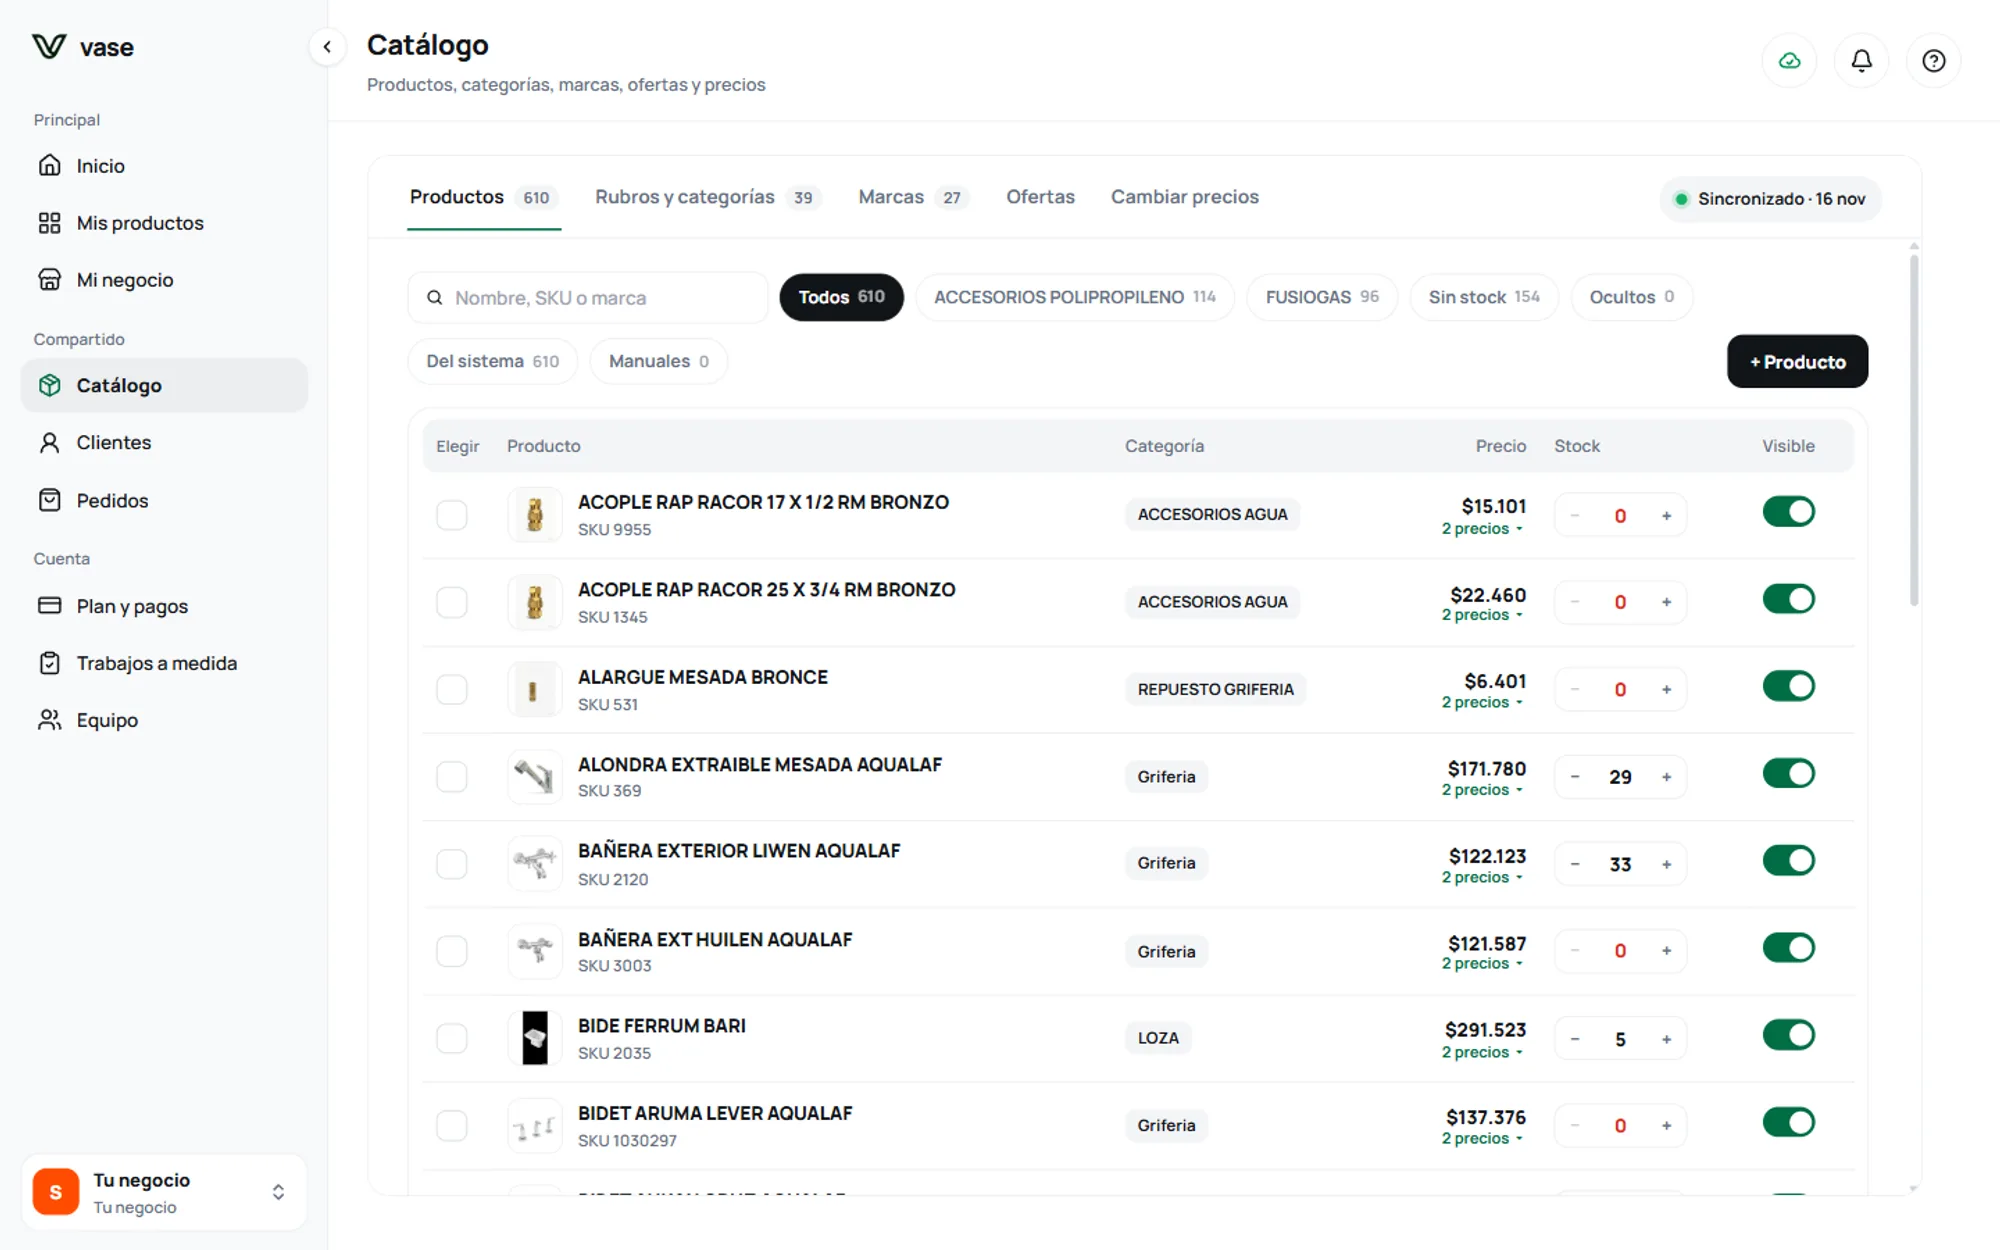 vase
Principal
Inicio
Mis productos
Mi negocio
Compartido
Catálogo
Clientes
Pedidos
Cuenta
Plan y pagos
Trabajos a medida
Equipo
S
Tu negocio
Tu negocio
Catálogo
Productos, categorías, marcas, ofertas y precios
Productos 610 Rubros y categorías 39 Marcas 27 Ofertas Cambiar precios Sincronizado · 16 nov
Nombre, SKU o marca Todos 610 ACCESORIOS POLIPROPILENO 114 FUSIOGAS 96 Sin stock 154 Ocultos 0
Del sistema 610 Manuales 0 + Producto
Elegir Producto Categoría Precio Stock Visible
ACOPLE RAP RACOR 17 X 1/2 RM BRONZO
SKU 9955
ACCESORIOS AGUA
$15.101
2 precios
− 0 +
ACOPLE RAP RACOR 25 X 3/4 RM BRONZO
SKU 1345
ACCESORIOS AGUA
$22.460
2 precios
− 0 +
ALARGUE MESADA BRONCE
SKU 531
REPUESTO GRIFERIA
$6.401
2 precios
− 0 +
ALONDRA EXTRAIBLE MESADA AQUALAF
SKU 369
Griferia
$171.780
2 precios
− 29 +
BAÑERA EXTERIOR LIWEN AQUALAF
SKU 2120
Griferia
$122.123
2 precios
− 33 +
BAÑERA EXT HUILEN AQUALAF
SKU 3003
Griferia
$121.587
2 precios
− 0 +
BIDE FERRUM BARI
SKU 2035
LOZA
$291.523
2 precios
− 5 +
BIDET ARUMA LEVER AQUALAF
SKU 1030297
Griferia
$137.376
2 precios
− 0 +